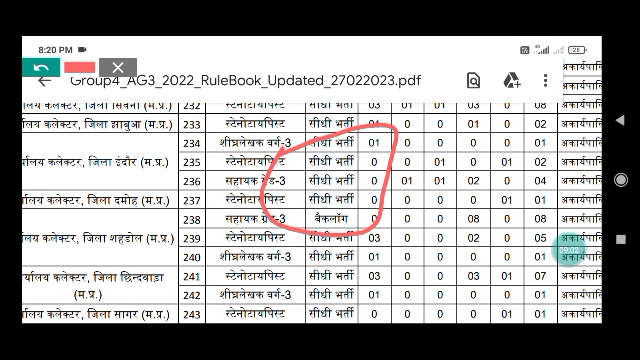 8:20 PM
28
Group4_AG3_2022_RuleBook_Updated_27022023.pdf
कलेक्टर, जिला सिवनी (म.प्र.) 232 स्टेनोटायपिस्ट सीधी भर्ती 03 01 01 03 0 08
कलेक्टर, जिला झाबुआ (म.प्र.) 233 स्टेनोटायपिस्ट सीधी भर्ती 01 0 0 01 0 02
234 शीघ्रलेखक वर्ग-3 सीधी भर्ती 01 0 0 0 0 01
र्यालय कलेक्टर, जिला इंदौर (म.प्र.) 235 स्टेनोटायपिस्ट सीधी भर्ती 0 0 01 0 01 02
236 सहायक ग्रेड-3 सीधी भर्ती 0 01 01 02 0 04
र्यालय कलेक्टर, जिला दमोह (म.प्र.) 237 स्टेनोटायपिस्ट सीधी भर्ती 0 0 0 0 01 01
238 सहायक ग्रेड-3 बैकलॉग 0 0 0 08 0 08
र्यालय कलेक्टर, जिला शहडोल (म.प्र.) 239 स्टेनोटायपिस्ट सीधी भर्ती 03 0 0 02 0 05
240 शीघ्रलेखक वर्ग-3 सीधी भर्ती 01 0 0 0 0 01
र्यालय कलेक्टर, जिला छिन्दवाड़ा (म.प्र.) 241 स्टेनोटायपिस्ट सीधी भर्ती 03 0 0 03 01 07
242 शीघ्रलेखक वर्ग-3 सीधी भर्ती 01 0 0 0 0 01
र्यालय कलेक्टर, जिला सागर (म.प्र.) 243 स्टेनोटायपिस्ट सीधी भर्ती 0 0 0 0 01 01